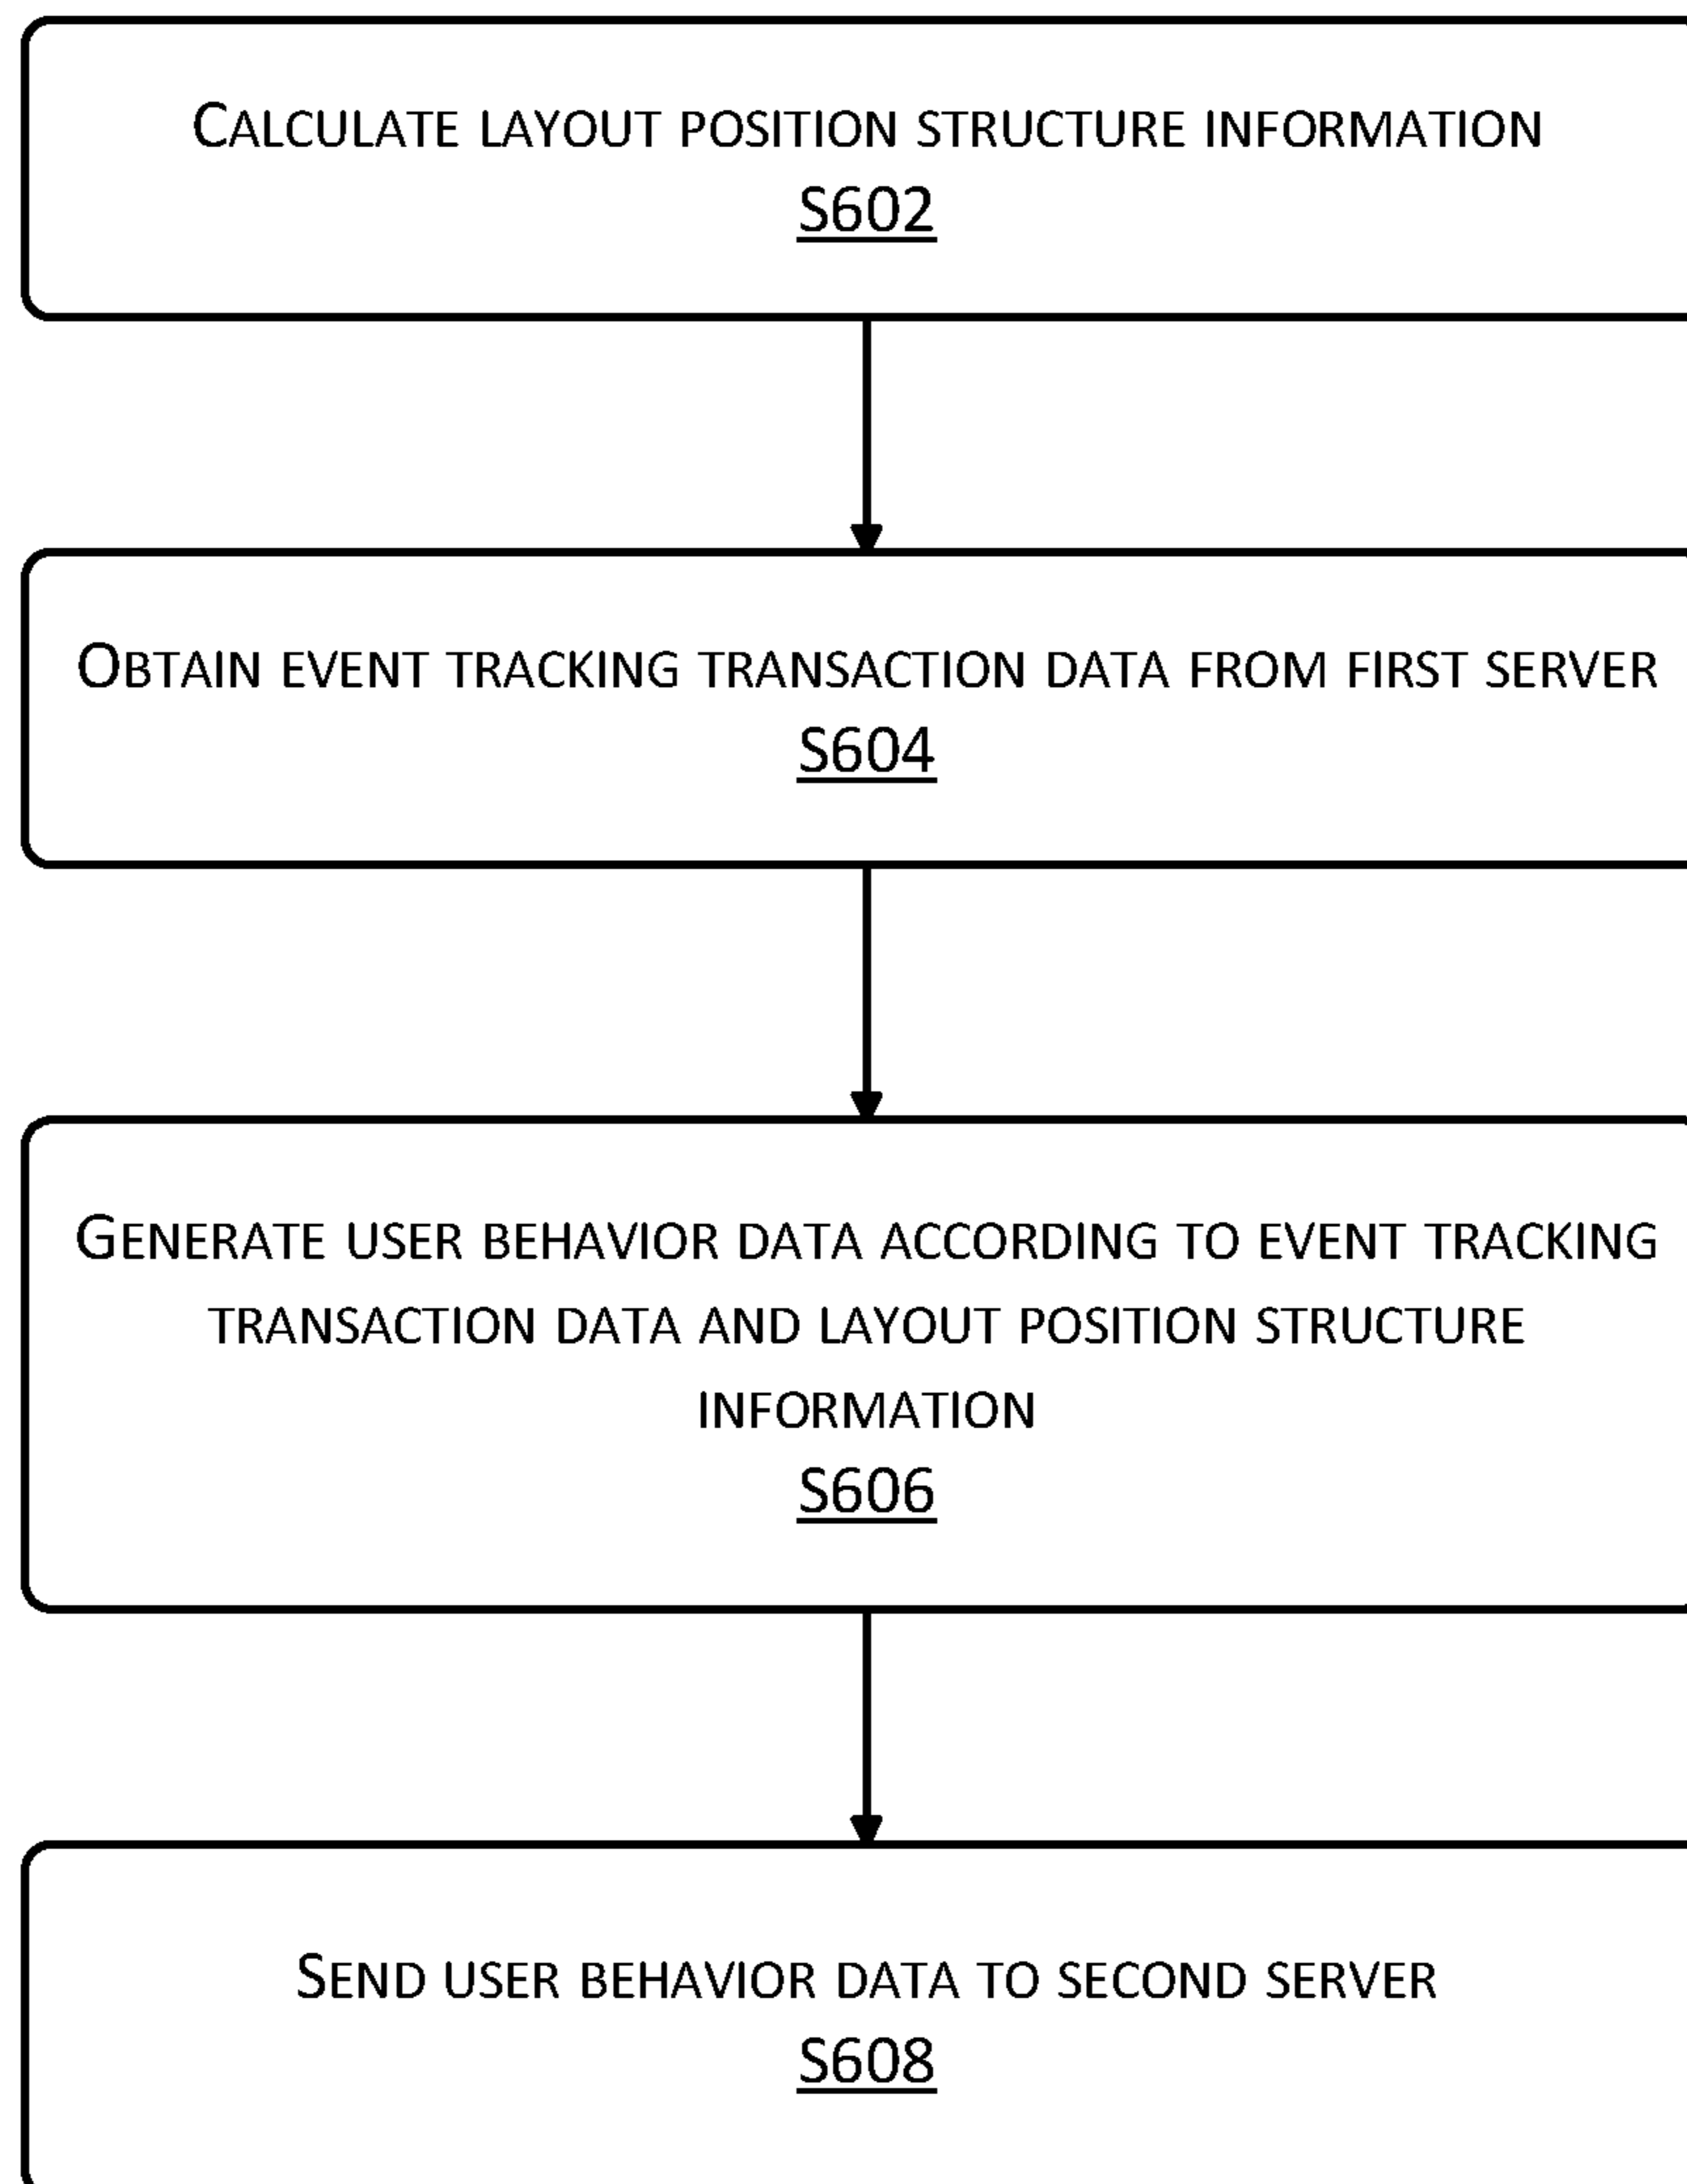 CALCULATE LAYOUT POSITION STRUCTURE INFORMATION
S602
OBTAIN EVENT TRACKING TRANSACTION DATA FROM FIRST SERVER
S604
GENERATE USER BEHAVIOR DATA ACCORDING TO EVENT TRACKING
TRANSACTION DATA AND LAYOUT POSITION STRUCTURE
INFORMATION
S606
SEND USER BEHAVIOR DATA TO SECOND SERVER
S608